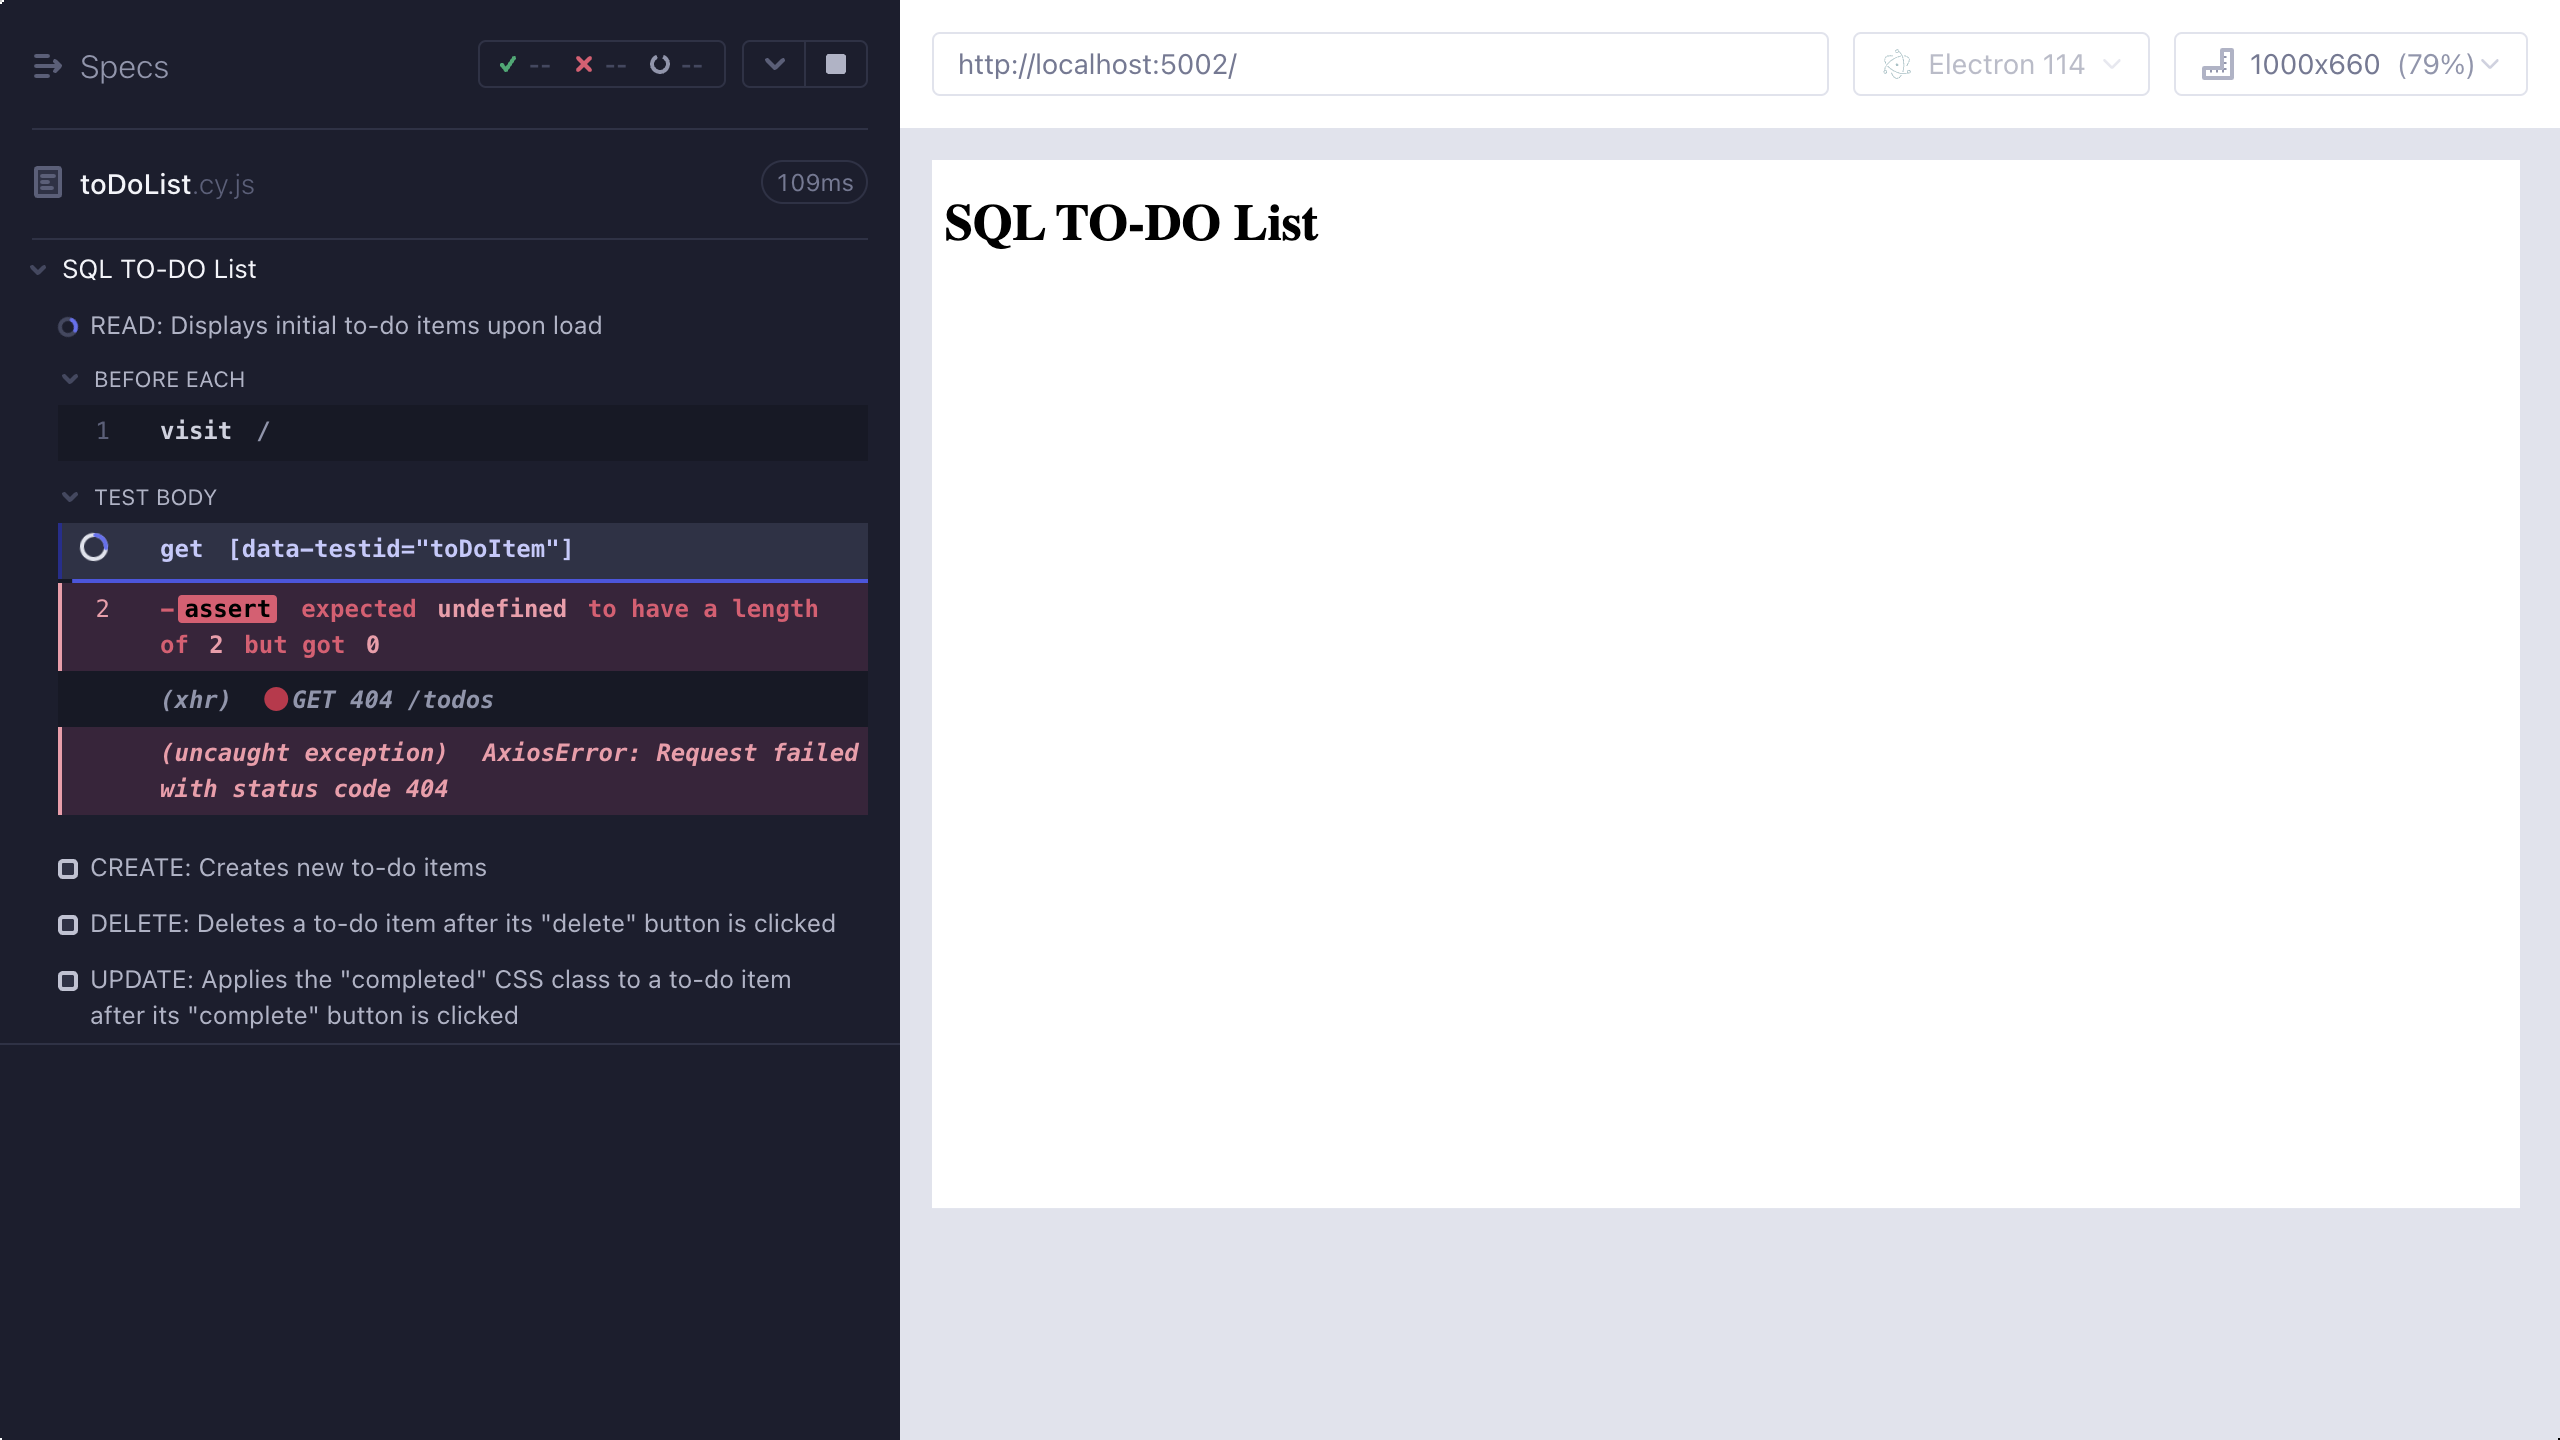 Specs
-- -- --
toDoList.cy.js
109ms
SQL TO-DO List
READ: Displays initial to-do items upon load
BEFORE EACH
1 visit /
TEST BODY
get [data-testid="toDoItem"]
2 -assert expected undefined to have a length
of 2 but got 0
(xhr) GET 404 /todos
(uncaught exception) AxiosError: Request failed
with status code 404
CREATE: Creates new to-do items
DELETE: Deletes a to-do item after its "delete" button is clicked
UPDATE: Applies the "completed" CSS class to a to-do item
after its "complete" button is clicked
http://localhost:5002/
Electron 114
1000x660 (79%)
SQL TO-DO List